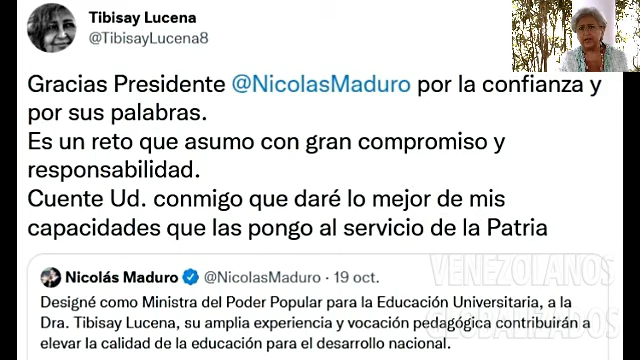 Tibisay Lucena
@TibisayLucena8
Gracias Presidente @NicolasMaduro por la confianza y
por sus palabras.
Es un reto que asumo con gran compromiso y
responsabilidad.
Cuente Ud. conmigo que daré lo mejor de mis
capacidades que las pongo al servicio de la Patria
Nicolás Maduro @NicolasMaduro · 19 oct.
Designé como Ministra del Poder Popular para la Educación Universitaria, a la
Dra. Tibisay Lucena, su amplia experiencia y vocación pedagógica contribuirán a
elevar la calidad de la educación para el desarrollo nacional.
VENEZOLANOS
GLOBALIZADOS